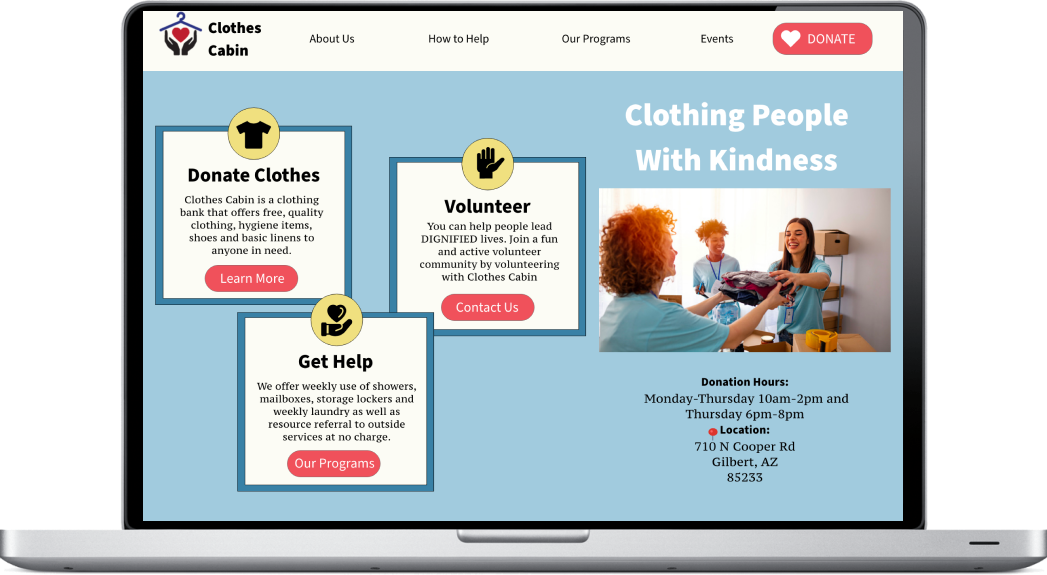 Clothes
Cabin
About Us
How to Help
Our Programs
Events
DONATE
Clothing People
With Kindness
Donate Clothes
Clothes Cabin is a clothing
bank that offers free, quality
clothing, hygiene items,
shoes and basic linens to
anyone in need.
Learn More
Volunteer
You can help people lead
DIGNIFIED lives. Join a fun
and active volunteer
community by volunteering
with Clothes Cabin
Contact Us
Get Help
We offer weekly use of showers,
mailboxes, storage lockers and
weekly laundry as well as
resource referral to outside
services at no charge.
Our Programs
Donation Hours:
Monday-Thursday 10am-2pm and
Thursday 6pm-8pm
Location:
710 N Cooper Rd
Gilbert, AZ
85233